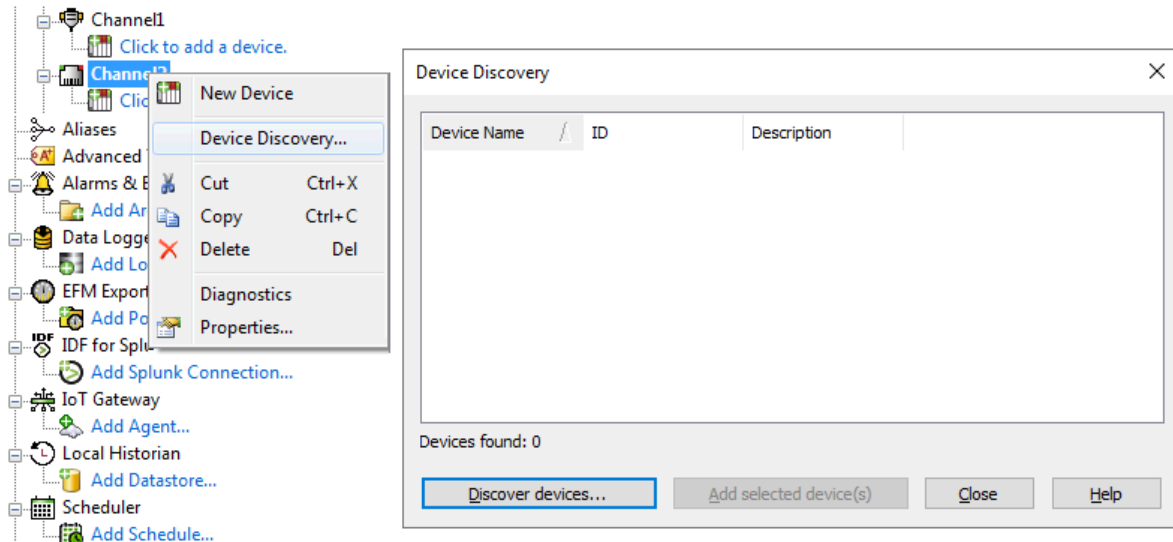 Channel1
Click to add a device.
Channel2
Clic
Aliases
Advanced
Alarms & E
Add Ar
Data Logge
Add Lo
EFM Export
Add Po
IDF for Splu
Add Splunk Connection...
IoT Gateway
Add Agent...
Local Historian
Add Datastore...
Scheduler
Add Schedule...
New Device
Device Discovery...
Cut Ctrl+X
Copy Ctrl+C
Delete Del
Diagnostics
Properties...
Device Discovery
Device Name ID Description
Devices found: 0
Discover devices... Add selected device(s) Close Help